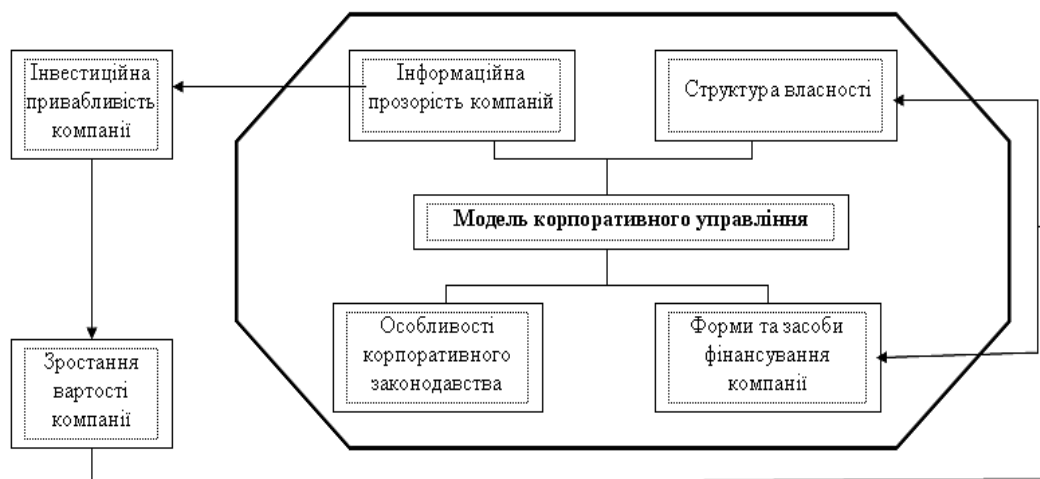 Інвестиційна
привабливість
компанії
Інформаційна
прозорість компаній
Структура власності
Модель корпоративного управління
Особливості
корпоративного
законодавства
Форми та засоби
фінансування
компанії
Зростання
вартості
компанії